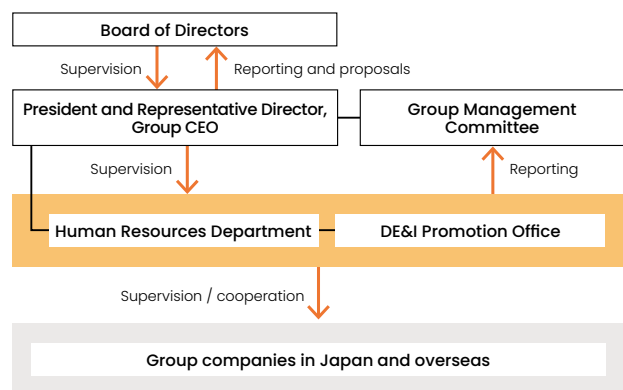 Board of Directors
Supervision
Reporting and proposals
President and Representative Director,
Group CEO
Group Management
Committee
Supervision
Reporting
Human Resources Department
DE&I Promotion Office
Supervision / cooperation
Group companies in Japan and overseas